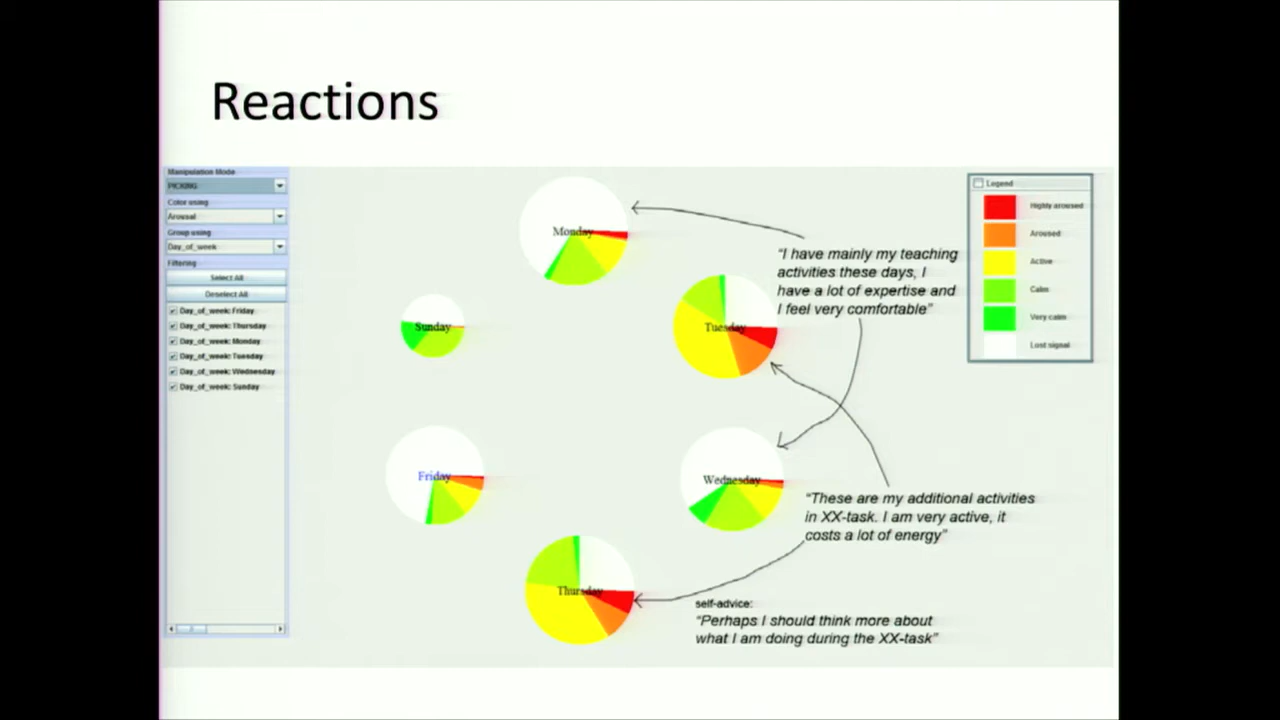 Reactions
Manipulation Mode
PICKING
Color using
Arousal
Group using
Day_of_week
Filtering
Select All
Deselect All
Day_of_week: Friday
Day_of_week: Thursday
Day_of_week: Monday
Day_of_week: Tuesday
Day_of_week: Wednesday
Day_of_week: Sunday
Monday
Sunday
Tuesday
Friday
Wednesday
Thursday
“I have mainly my teaching
activities these days, I
have a lot of expertise and
I feel very comfortable”
“These are my additional activities
in XX-task. I am very active, it
costs a lot of energy”
self-advice:
“Perhaps I should think more about
what I am doing during the XX-task”
Legend
Highly aroused
Aroused
Active
Calm
Very calm
Lost signal